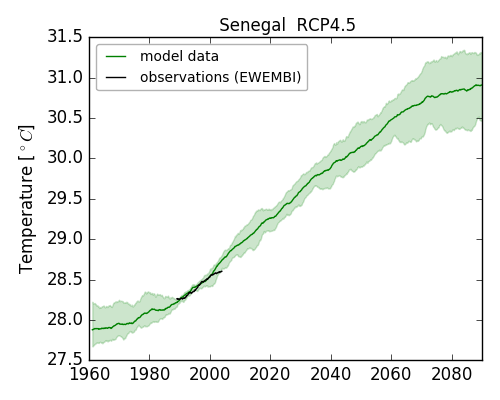 Senegal RCP4.5
31.5
31.0
30.5
30.0
29.5
29.0
28.5
28.0
27.5
Temperature [°C]
model data
observations (EWEMBI)
1960 1980 2000 2020 2040 2060 2080